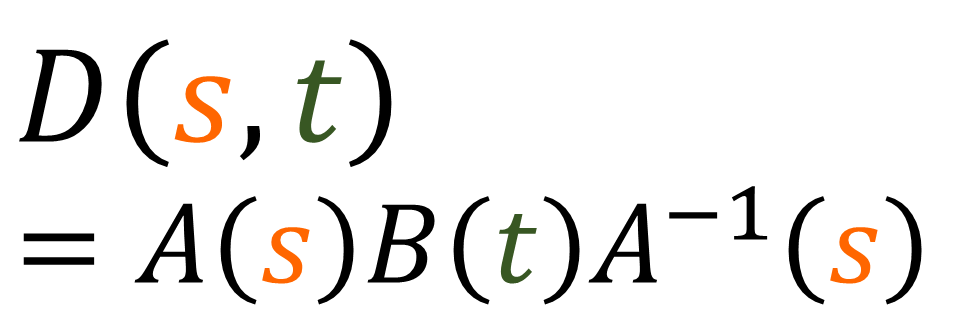 D(s,t)
= A(s)B(t)A⁻¹(s)